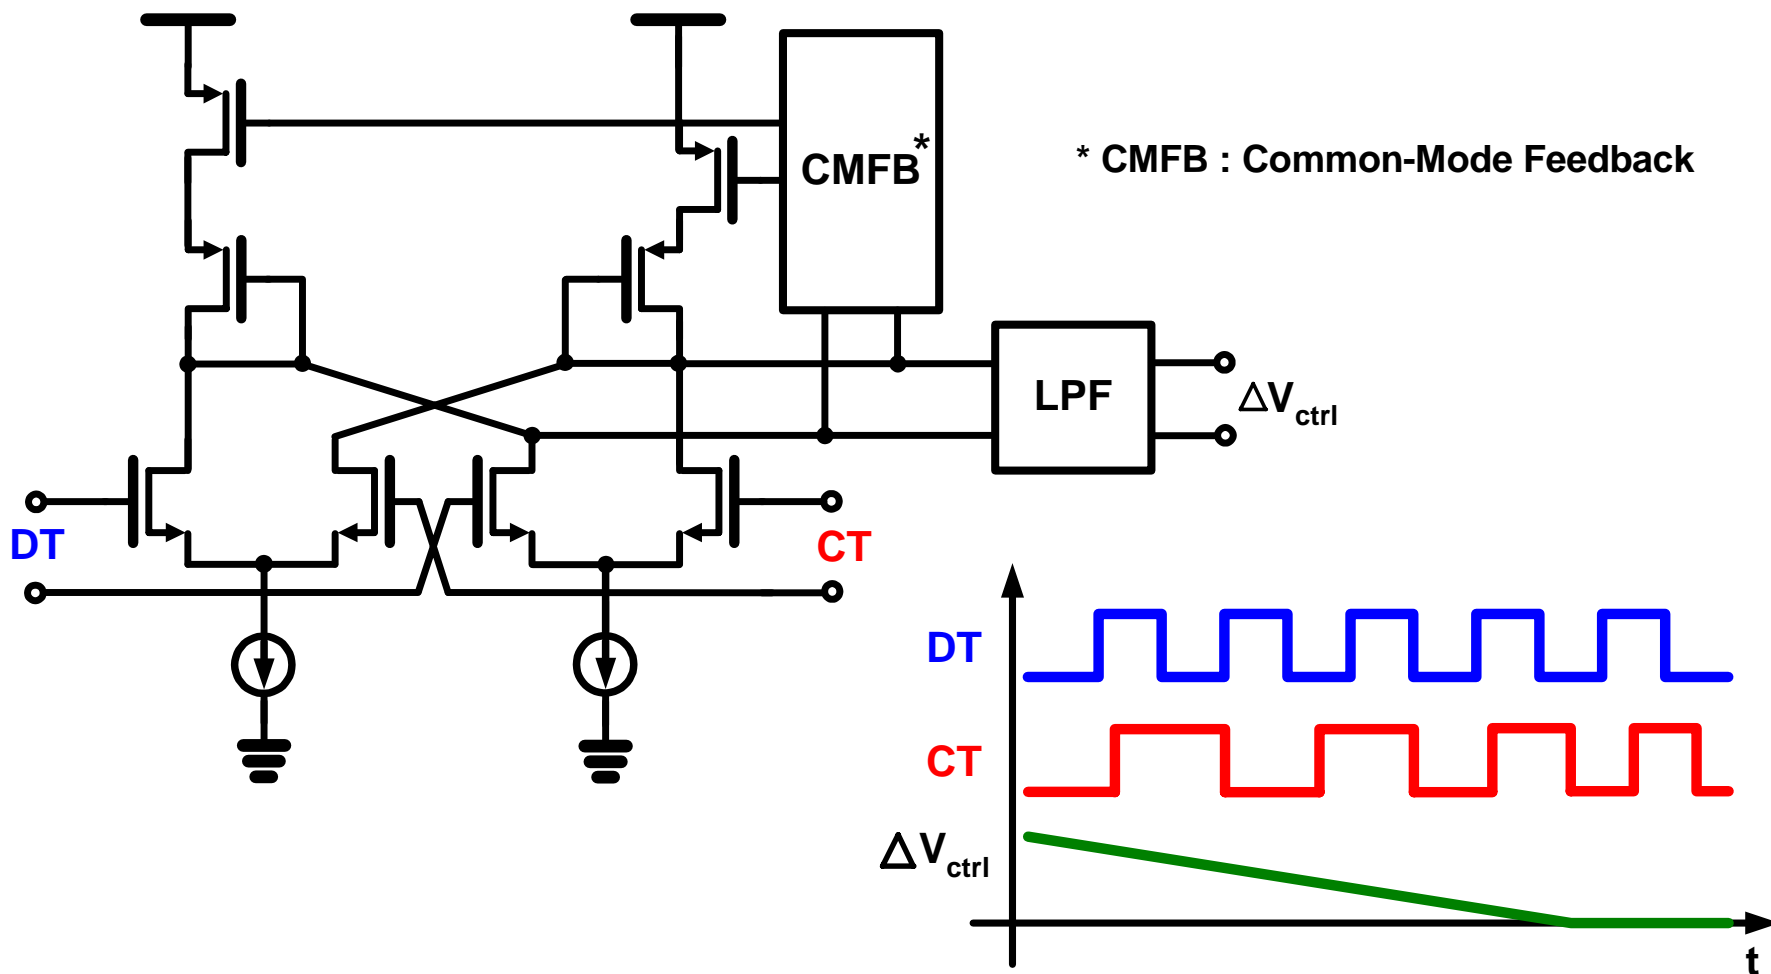 CMFB*
* CMFB : Common-Mode Feedback
LPF
ΔVctrl
DT
CT
DT
CT
ΔVctrl
t